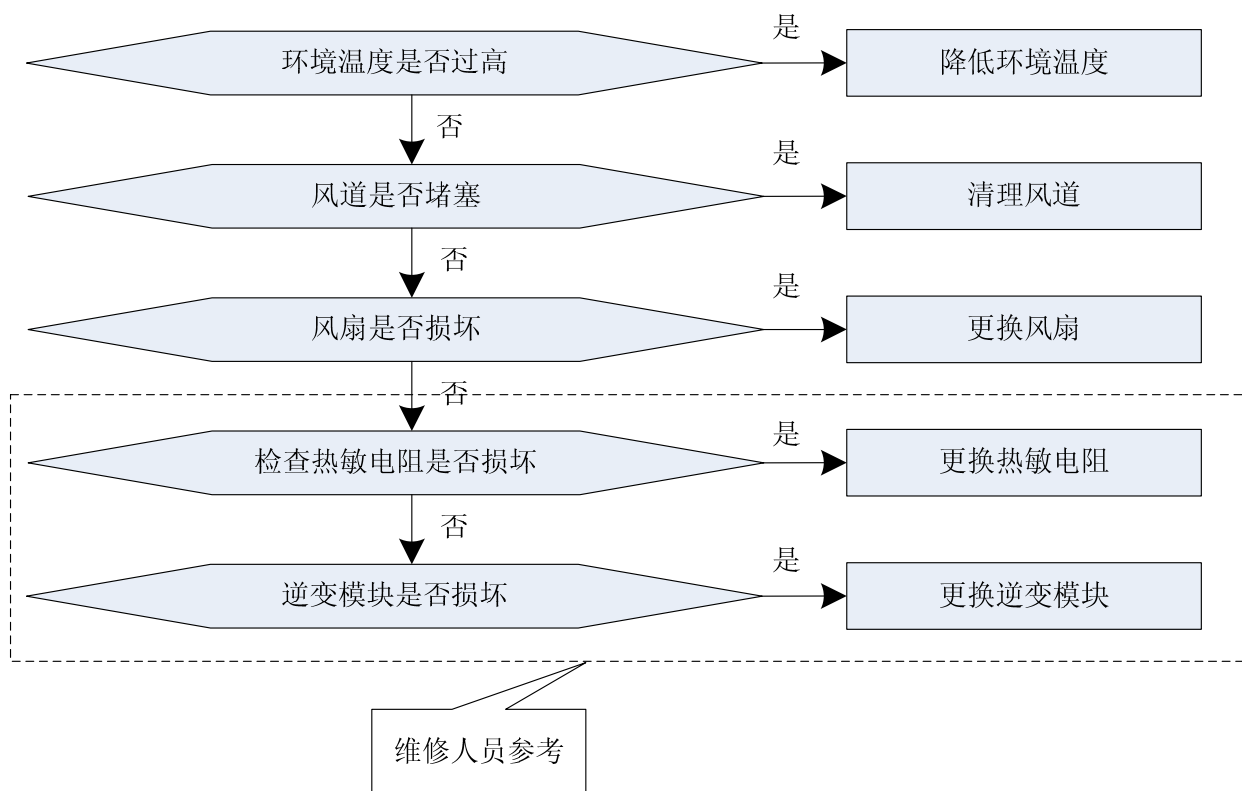 环境温度是否过高
是
降低环境温度
否
风道是否堵塞
是
清理风道
否
风扇是否损坏
是
更换风扇
否
检查热敏电阻是否损坏
是
更换热敏电阻
否
逆变模块是否损坏
是
更换逆变模块
维修人员参考